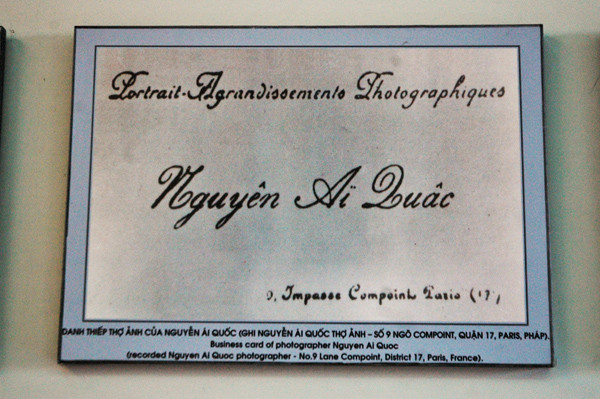 Portrait-Agrandissements Photographiques
Nguyên Aï Quâc
9, Impasse Compoint Paris (17)
DANH THIẾP THỢ ẢNH CỦA NGUYỄN ÁI QUỐC (GHI NGUYỄN ÁI QUỐC THỢ ẢNH – SỐ 9 NGÕ COMPOINT, QUẬN 17, PARIS, PHÁP).
Business card of photographer Nguyen Ai Quoc
(recorded Nguyen Ai Quoc photographer - No.9 Lane Compoint, District 17, Paris, France).